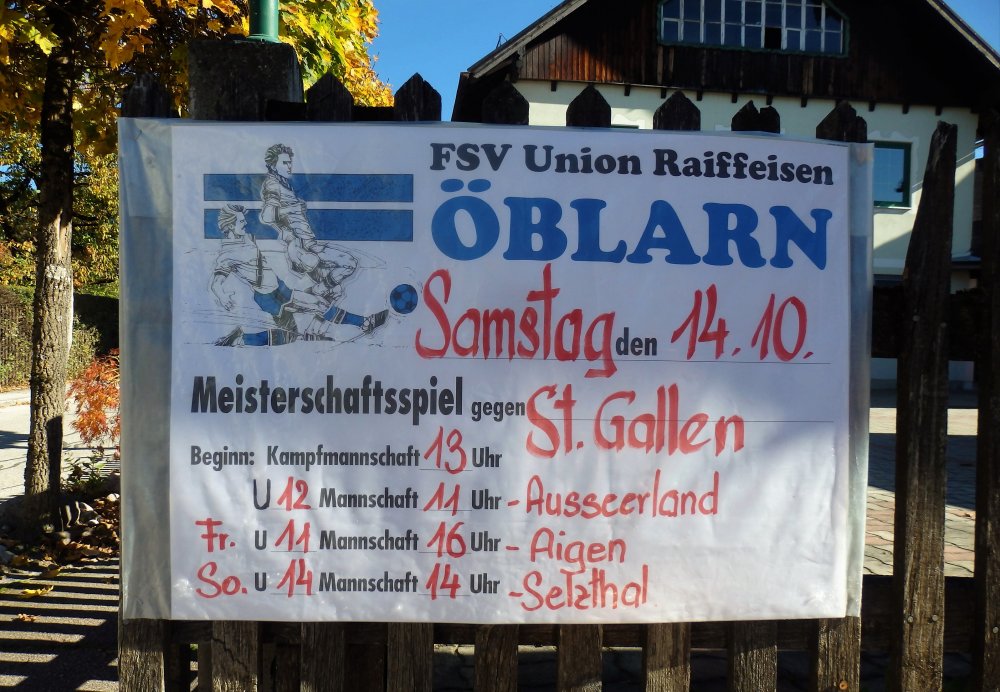 FSV Union Raiffeisen
ÖBLARN
Samstag den 14.10.
Meisterschaftsspiel gegen St. Gallen
Beginn: Kampfmannschaft 13 Uhr
U 12 Mannschaft 11 Uhr - Ausseerland
Fr. U 11 Mannschaft 16 Uhr - Aigen
So. U 14 Mannschaft 14 Uhr - Selzthal